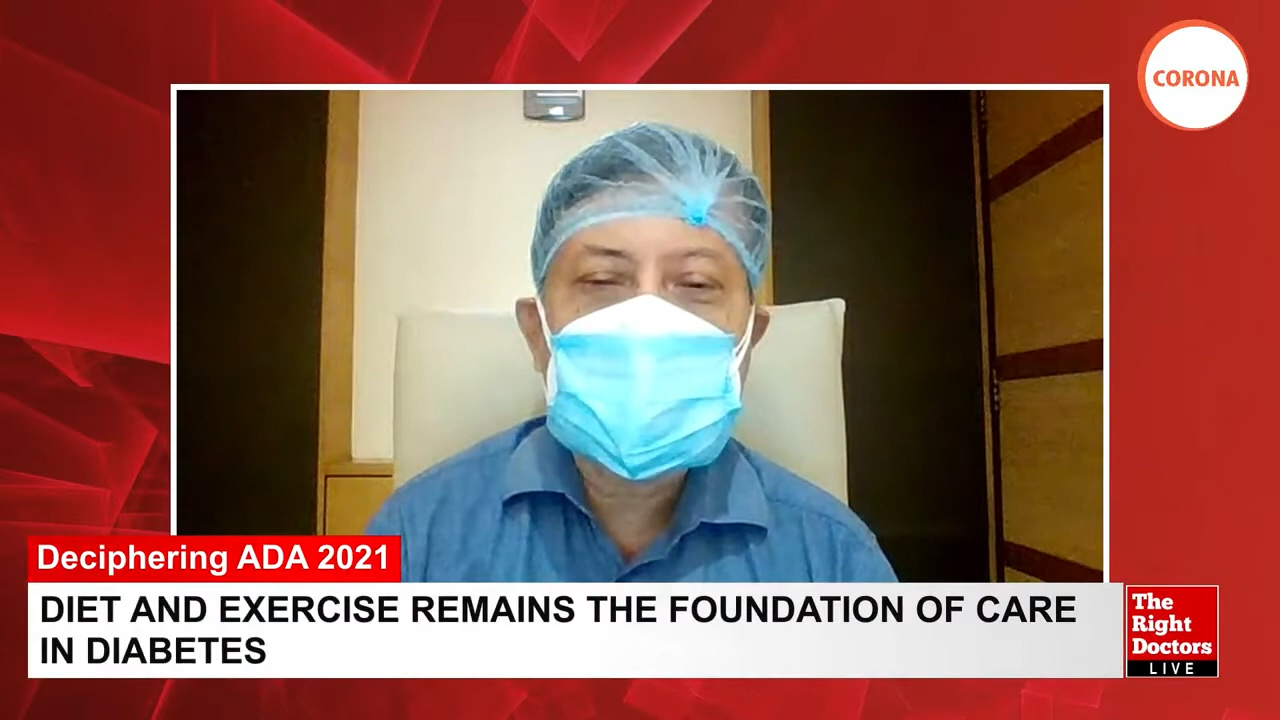 CORONA
Deciphering ADA 2021
DIET AND EXERCISE REMAINS THE FOUNDATION OF CARE
IN DIABETES
The
Right
Doctors
LIVE